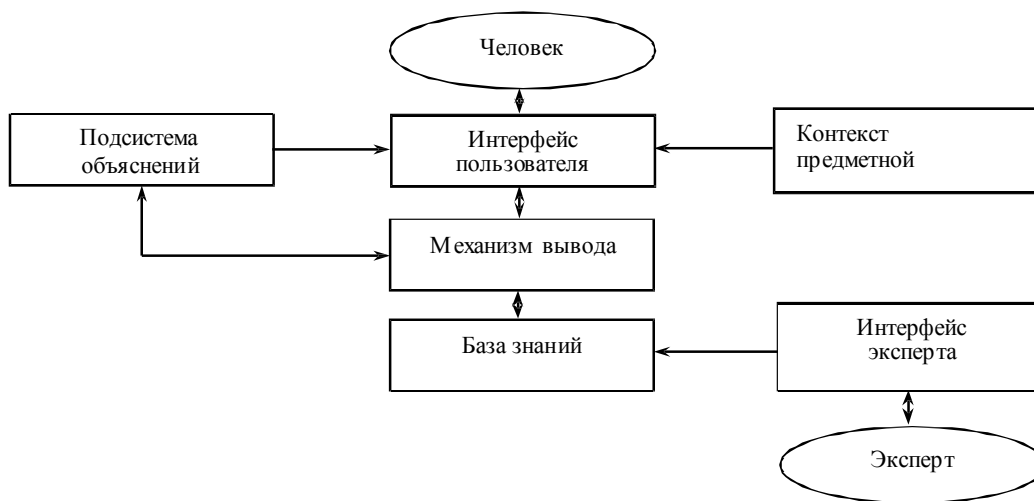 Человек
Подсистема
объяснений
Интерфейс
пользователя
Контекст
предметной
Механизм вывода
База знаний
Интерфейс
эксперта
Эксперт